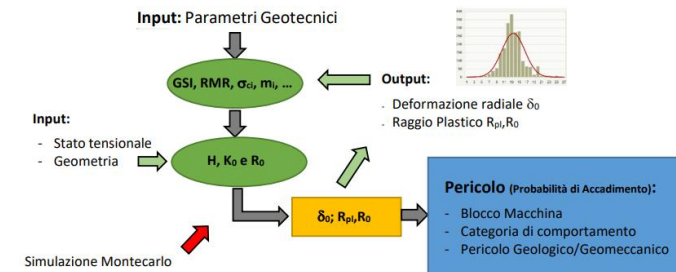 Input: Parametri Geotecnici
GSI, RMR, σci, mi, ...
Output:
- Deformazione radiale δ0
- Raggio Plastico Rpl,R0
Input:
- Stato tensionale
- Geometria
H, K0 e R0
δ0; Rpl,R0
Pericolo (Probabilità di Accadimento):
- Blocco Macchina
- Categoria di comportamento
- Pericolo Geologico/Geomeccanico
Simulazione Montecarlo